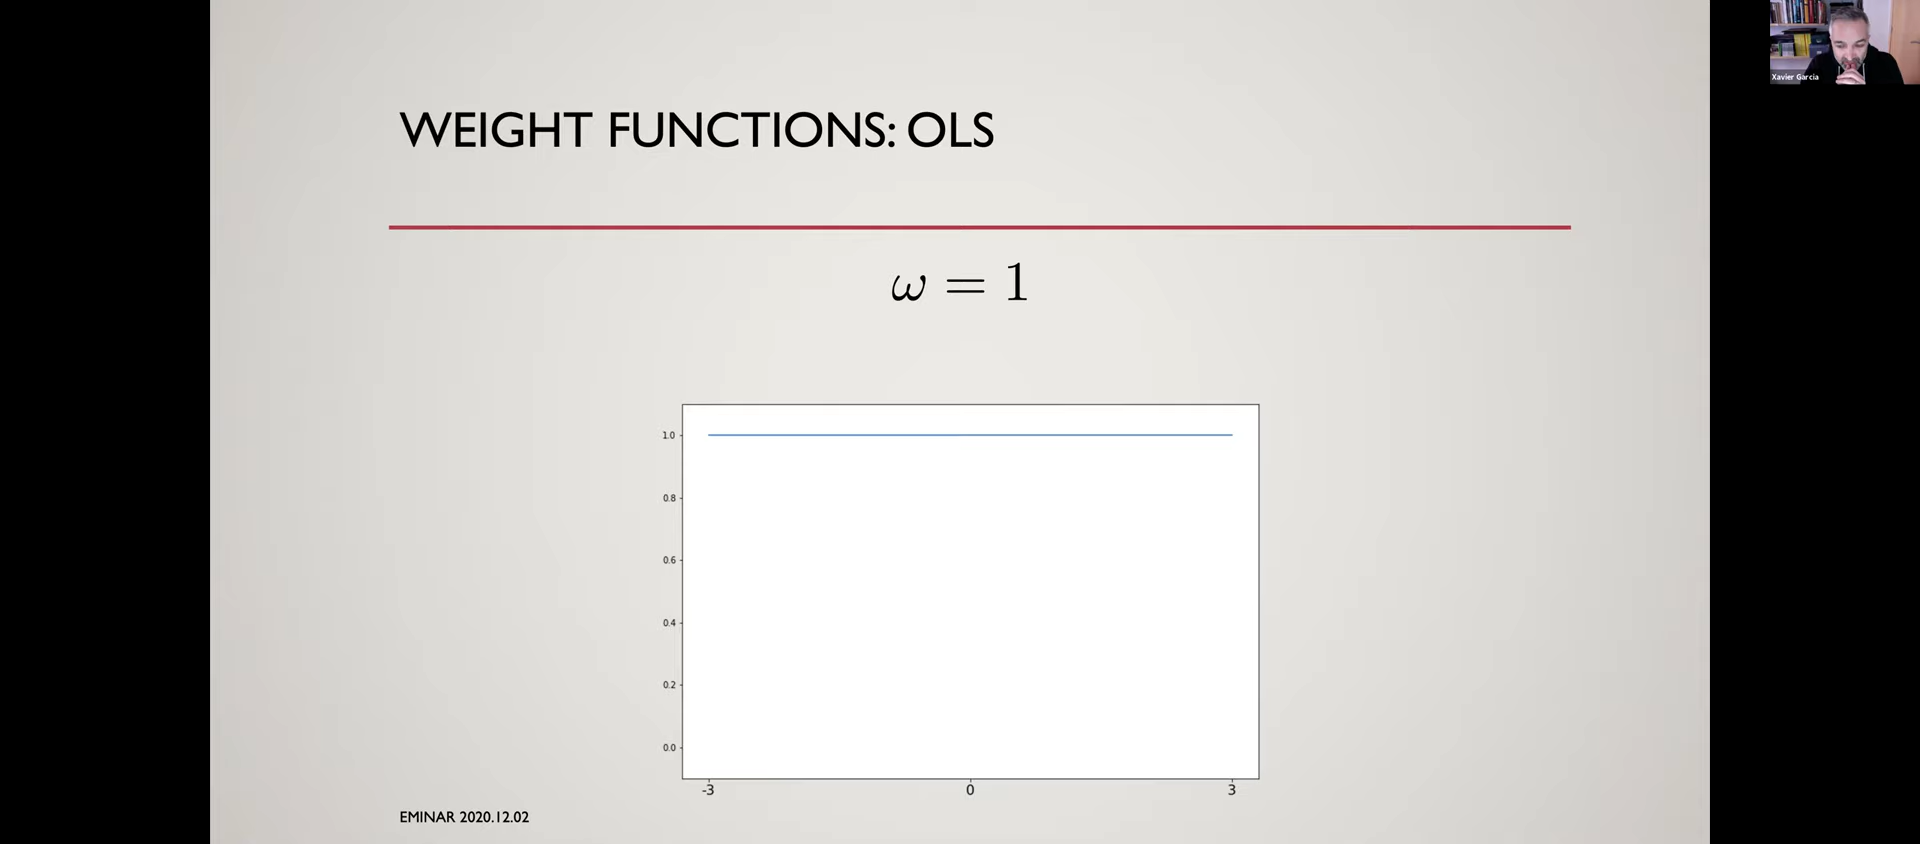 Xavier Garcia
WEIGHT FUNCTIONS: OLS
ω = 1
1.0
0.8
0.6
0.4
0.2
0.0
-3 0 3
EMINAR 2020.12.02